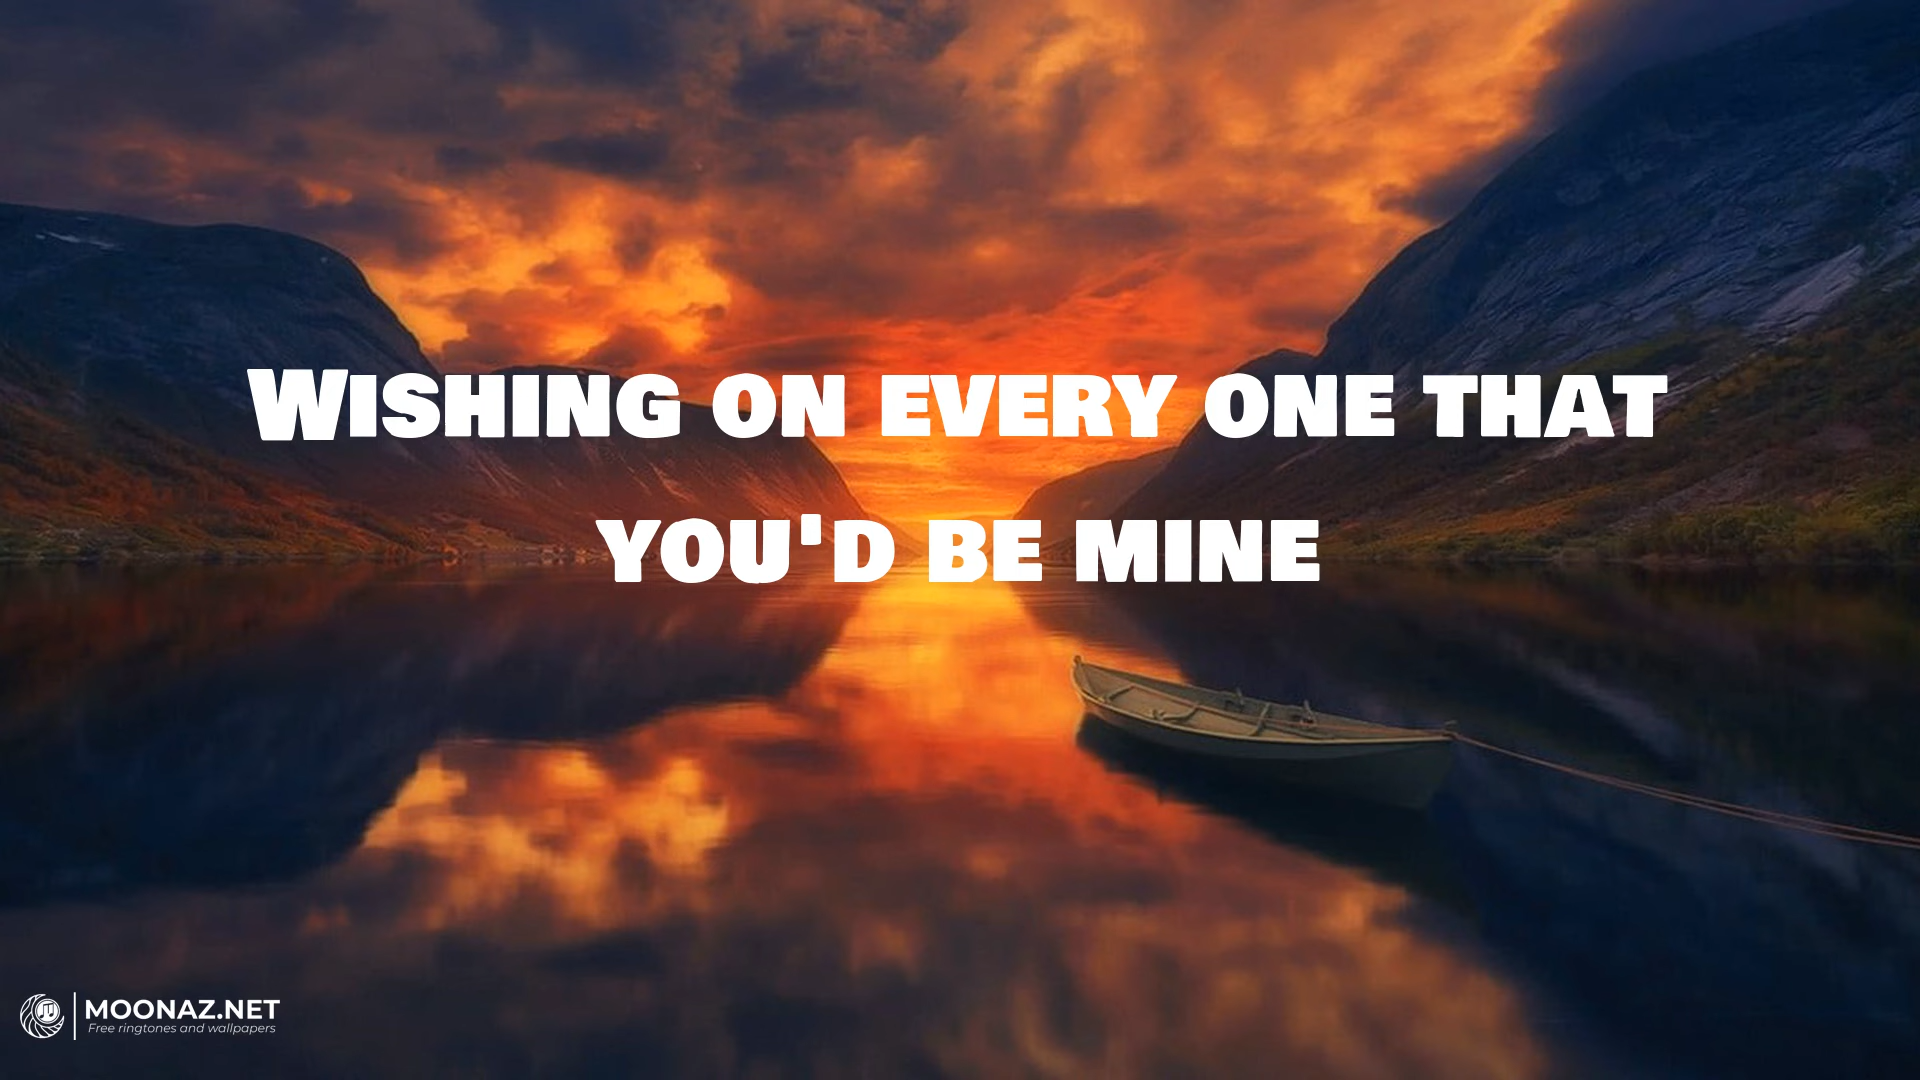 Wishing on every one that
you'd be mine
MOONAZ.NET
Free ringtones and wallpapers